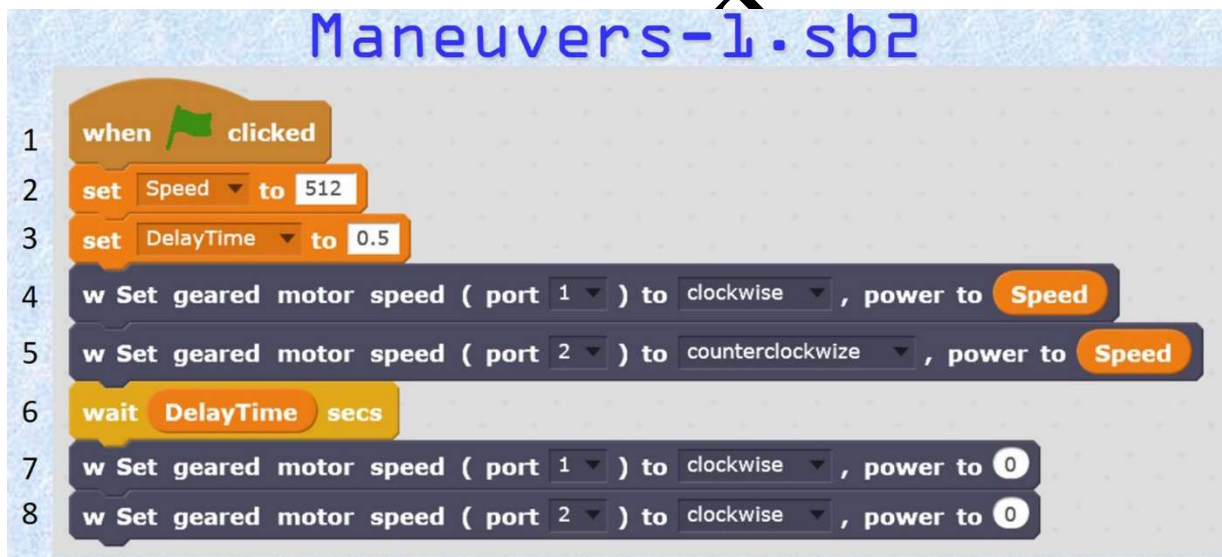 Maneuvers-1.sb2
1 when clicked
2 set Speed to 512
3 set DelayTime to 0.5
4 w Set geared motor speed ( port 1 ) to clockwise , power to Speed
5 w Set geared motor speed ( port 2 ) to counterclockwize , power to Speed
6 wait DelayTime secs
7 w Set geared motor speed ( port 1 ) to clockwise , power to 0
8 w Set geared motor speed ( port 2 ) to clockwise , power to 0